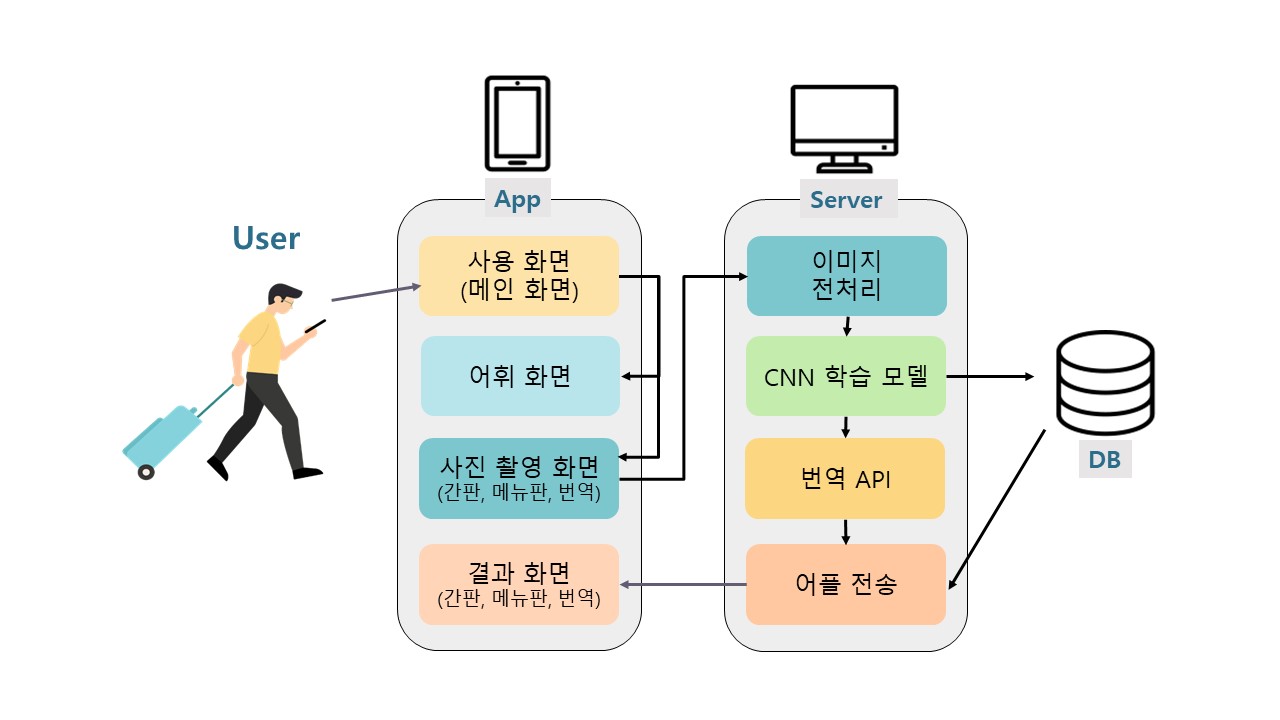 User
App
사용 화면
(메인 화면)
어휘 화면
사진 촬영 화면
(간판, 메뉴판, 번역)
결과 화면
(간판, 메뉴판, 번역)
Server
이미지
전처리
CNN 학습 모델
번역 API
어플 전송
DB